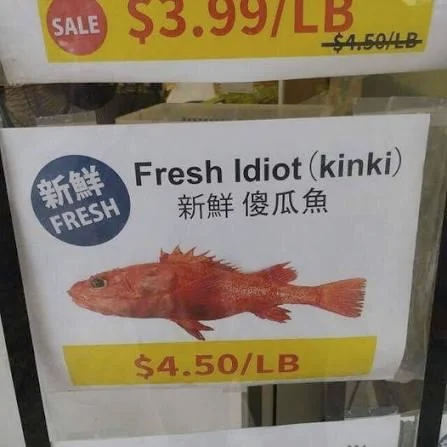 SALE
$3.99/LB
$4.50/LB
新鮮
FRESH
Fresh Idiot (kinki)
新鮮 傻瓜魚
$4.50/LB